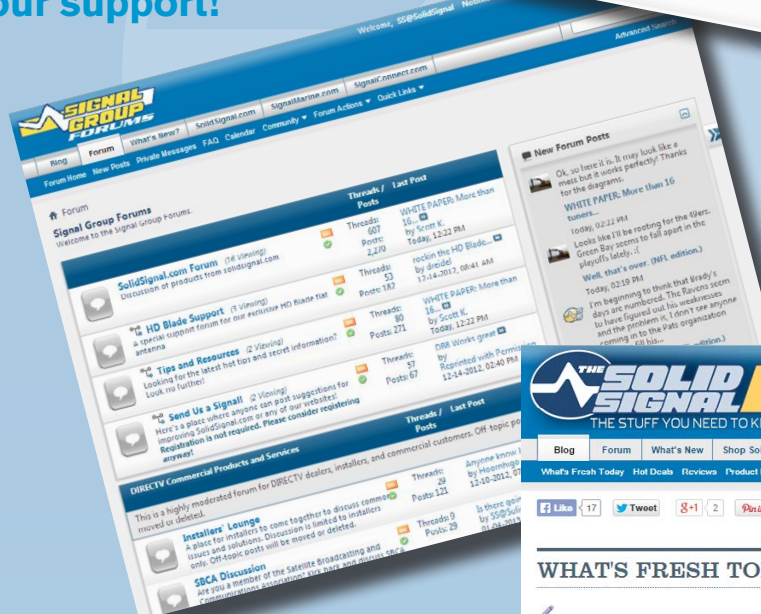 our support!
Welcome, SS@SolidSignal
Advanced Search
SIGNAL GROUP FORUMS
Blog Forum What's New? SolidSignal.com SignalMarine.com SignalConnect.com
Forum Home New Posts Private Messages FAQ Calendar Community Forum Actions Quick Links
Forum
Signal Group Forums
Welcome to the Signal Group Forums.
Threads / Posts Last Post
SolidSignal.com Forum (16 Viewing)
Discussion of products from solidsignal.com
Threads: 607
Posts: 2,270
WHITE PAPER: More than 16...
by Scott K.
Today, 12:22 PM
HD Blade Support (3 Viewing)
A special support forum for our exclusive HD Blade flat antenna
Threads: 53
Posts: 182
rockin the HD Blade...
by dreidel
12-14-2012, 08:41 AM
Tips and Resources (2 Viewing)
Looking for the latest hot tips and secret information? Look no further!
Threads: 80
Posts: 271
WHITE PAPER: More than 16...
by Scott K.
Today, 12:22 PM
Send Us a Signal! (2 Viewing)
Here's a place where anyone can post suggestions for improving SolidSignal.com or any of our websites!
Registration is not required. Please consider registering anyway!
Threads: 57
Posts: 67
DRR Works great
by
Reprinted with Permission
12-14-2012, 02:40 PM
DIRECTV Commercial Products and Services
Threads / Posts Last Post
This is a highly moderated forum for DIRECTV dealers, installers, and commercial customers. Off-topic
moved or deleted.
Installers' Lounge
A place for installers to come together to discuss common issues and solutions. Discussion is limited to installers only. Off-topic posts will be moved or deleted.
Threads: 29
Posts: 121
Anyone know
12-10-2012,
SBCA Discussion
Are you a member of the Satellite Broadcasting and
Communications Association? Kick back and discuss SBCA
Threads: 9
Posts: 29
Is there
New Forum Posts
Ok, so here it is. It may look like a
mess but it works perfectly! Thanks
for the diagrams.
WHITE PAPER: More than 16
tuners...
Today, 02:22 PM
Looks like I'll be rooting for the 49ers.
Green Bay seems to fall apart in the
playoffs lately. :(
Well, that's over. (NFL edition.)
Today, 02:19 PM
I'm beginning to think that Brady's
days are numbered. The Ravens seem
to have figured out his weaknesses
and the problem is, I don't see anyone
coming in to the Pats organization
THE SOLID SIGNAL
THE STUFF YOU NEED TO
Blog Forum What's New Shop
What's Fresh Today Hot Deals Reviews Product
Like 17 Tweet +1 2
WHAT'S FRESH